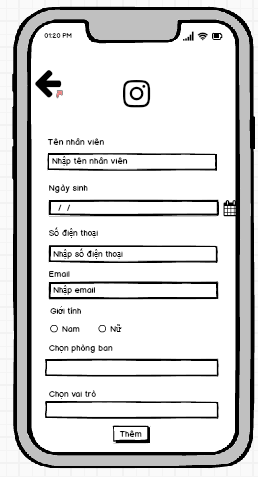 01:20 PM
Tên nhân viên
Nhập tên nhân viên
Ngày sinh
/ /
Số điện thoại
Nhập số điện thoại
Email
Nhập email
Giới tính
Nam
Nữ
Chọn phòng ban
Chọn vai trò
Thêm